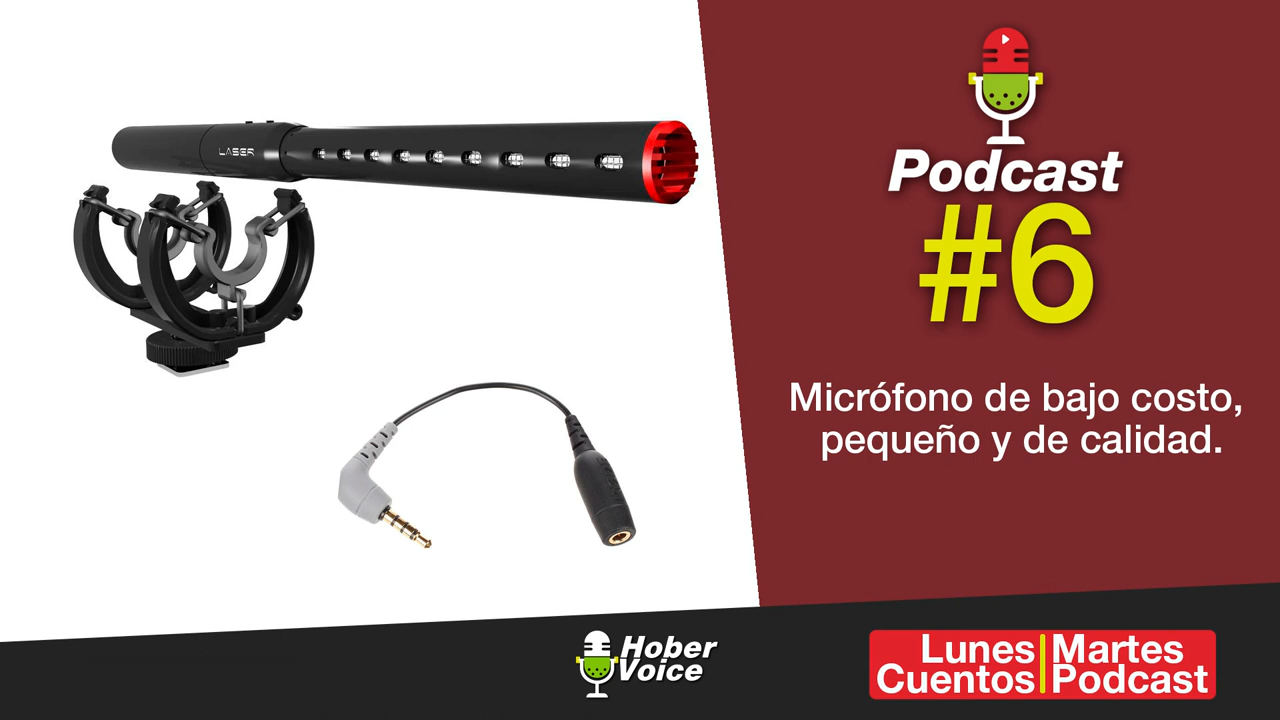 LASER
Podcast
#6
Micrófono de bajo costo,
pequeño y de calidad.
Hober
Voice
Lunes | Martes
Cuentos | Podcast